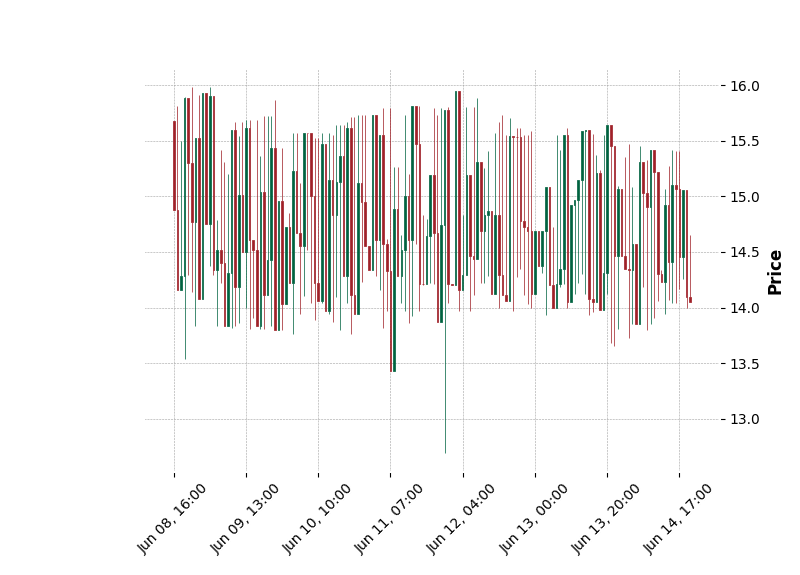 16.0
15.5
15.0
14.5
14.0
13.5
13.0
Price
Jun 08, 16:00
Jun 09, 13:00
Jun 10, 10:00
Jun 11, 07:00
Jun 12, 04:00
Jun 13, 00:00
Jun 13, 20:00
Jun 14, 17:00